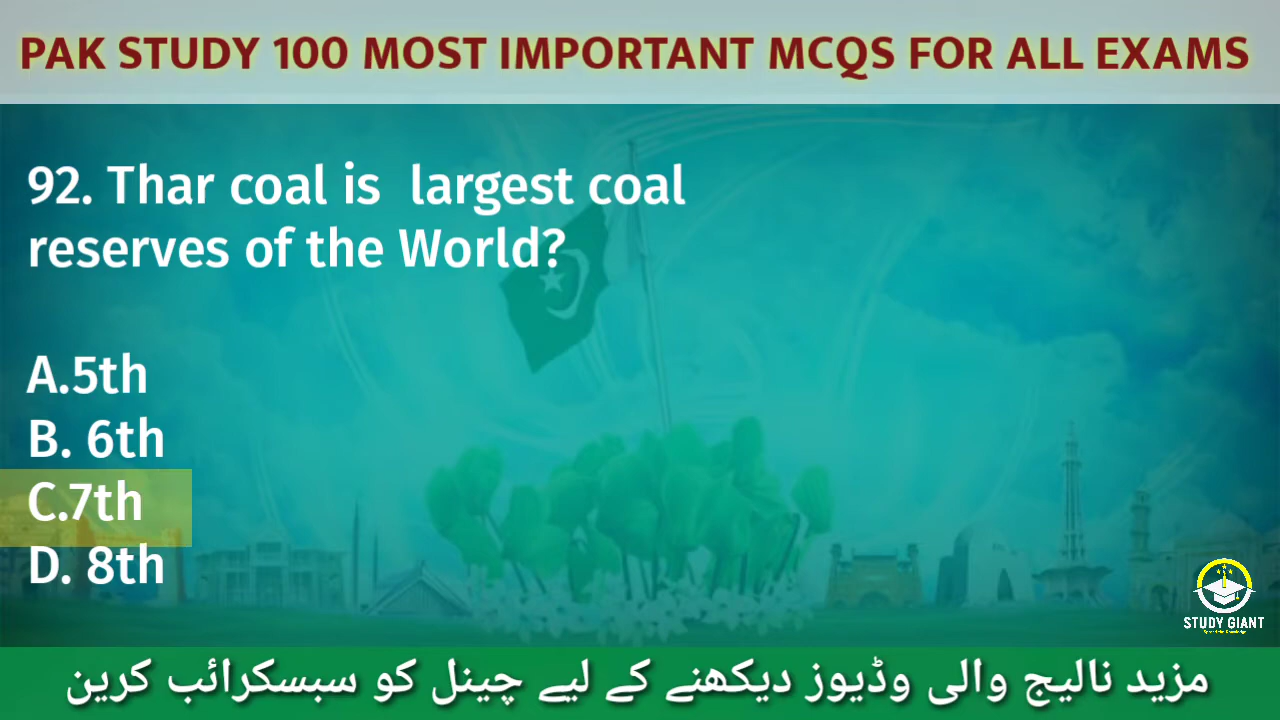 PAK STUDY 100 MOST IMPORTANT MCQS FOR ALL EXAMS
92. Thar coal is  largest coal
reserves of the World?
A.5th
B. 6th
C.7th
D. 8th
STUDY GIANT
مزید نالیج والی وڈیوز دیکھنے کے لیے چینل کو سبسکرائب کریں